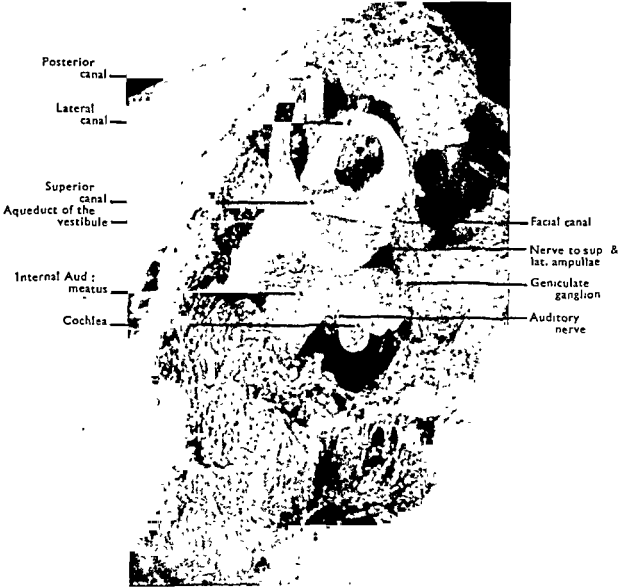 Posterior
canal
Lateral
canal
Superior
canal
Aqueduct of the
vestibule
Internal Aud :
meatus
Cochlea
Facial canal
Nerve to sup &
lat. ampullae
Geniculate
ganglion
Auditory
nerve